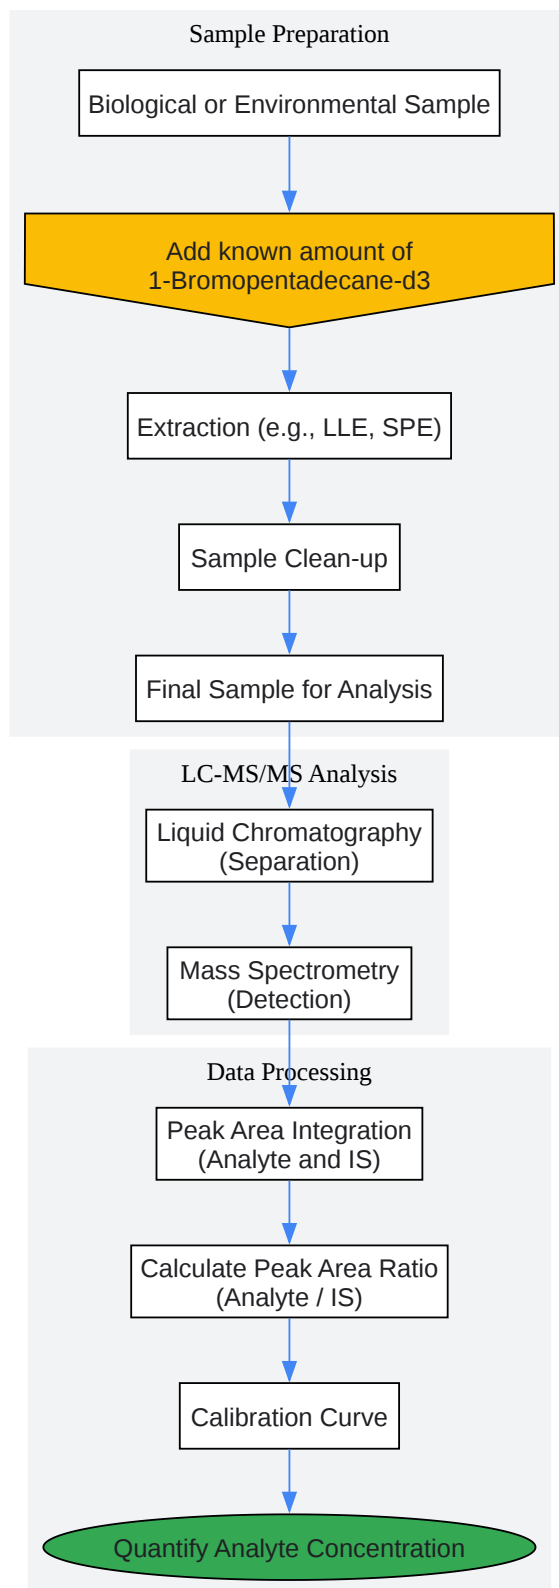 Sample Preparation
Biological or Environmental Sample
Add known amount of
1-Bromopentadecane-d3
Extraction (e.g., LLE, SPE)
Sample Clean-up
Final Sample for Analysis
LC-MS/MS Analysis
Liquid Chromatography
(Separation)
Mass Spectrometry
(Detection)
Data Processing
Peak Area Integration
(Analyte and IS)
Calculate Peak Area Ratio
(Analyte / IS)
Calibration Curve
Quantify Analyte Concentration